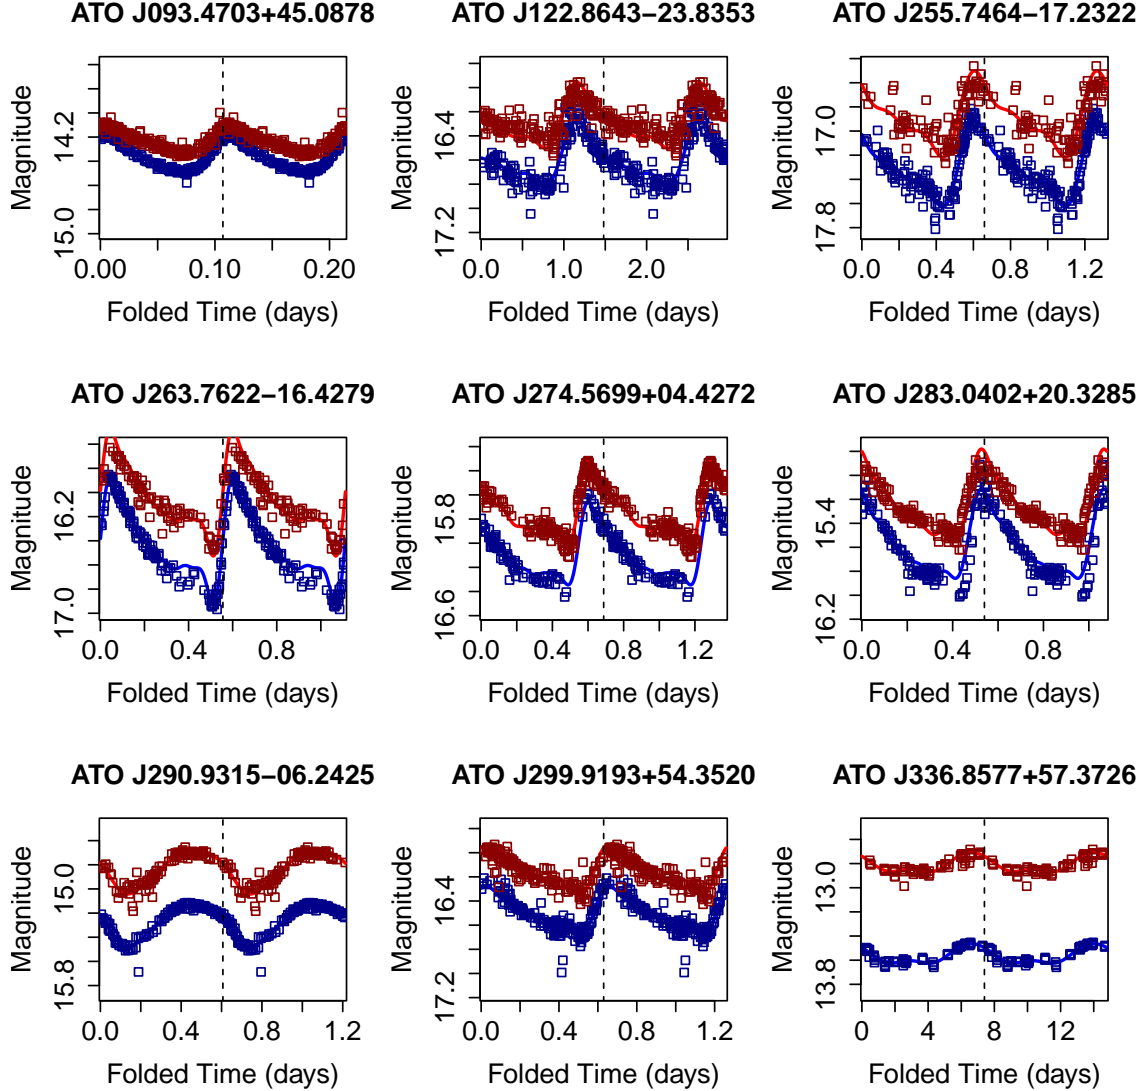 ATO J093.4703+45.0878
Magnitude
14.2
15.0
0.00 0.10 0.20
Folded Time (days)
ATO J122.8643−23.8353
Magnitude
16.4
17.2
0.0 1.0 2.0
Folded Time (days)
ATO J255.7464−17.2322
Magnitude
17.0
17.8
0.0 0.4 0.8 1.2
Folded Time (days)
ATO J263.7622−16.4279
Magnitude
16.2
17.0
0.0 0.4 0.8
Folded Time (days)
ATO J274.5699+04.4272
Magnitude
15.8
16.6
0.0 0.4 0.8 1.2
Folded Time (days)
ATO J283.0402+20.3285
Magnitude
15.4
16.2
0.0 0.4 0.8
Folded Time (days)
ATO J290.9315−06.2425
Magnitude
15.0
15.8
0.0 0.4 0.8 1.2
Folded Time (days)
ATO J299.9193+54.3520
Magnitude
16.4
17.2
0.0 0.4 0.8 1.2
Folded Time (days)
ATO J336.8577+57.3726
Magnitude
13.0
13.8
0 4 8 12
Folded Time (days)